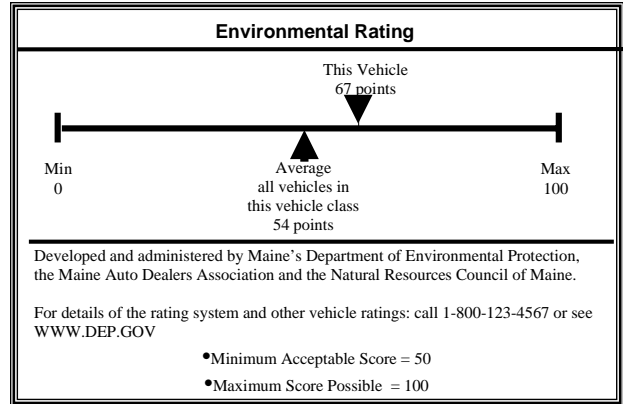 Environmental Rating
This Vehicle
67 points
Min
0
Max
100
Average
all vehicles in
this vehicle class
54 points
Developed and administered by Maine's Department of Environmental Protection,
the Maine Auto Dealers Association and the Natural Resources Council of Maine.
For details of the rating system and other vehicle ratings: call 1-800-123-4567 or see
WWW.DEP.GOV
•Minimum Acceptable Score = 50
•Maximum Score Possible = 100